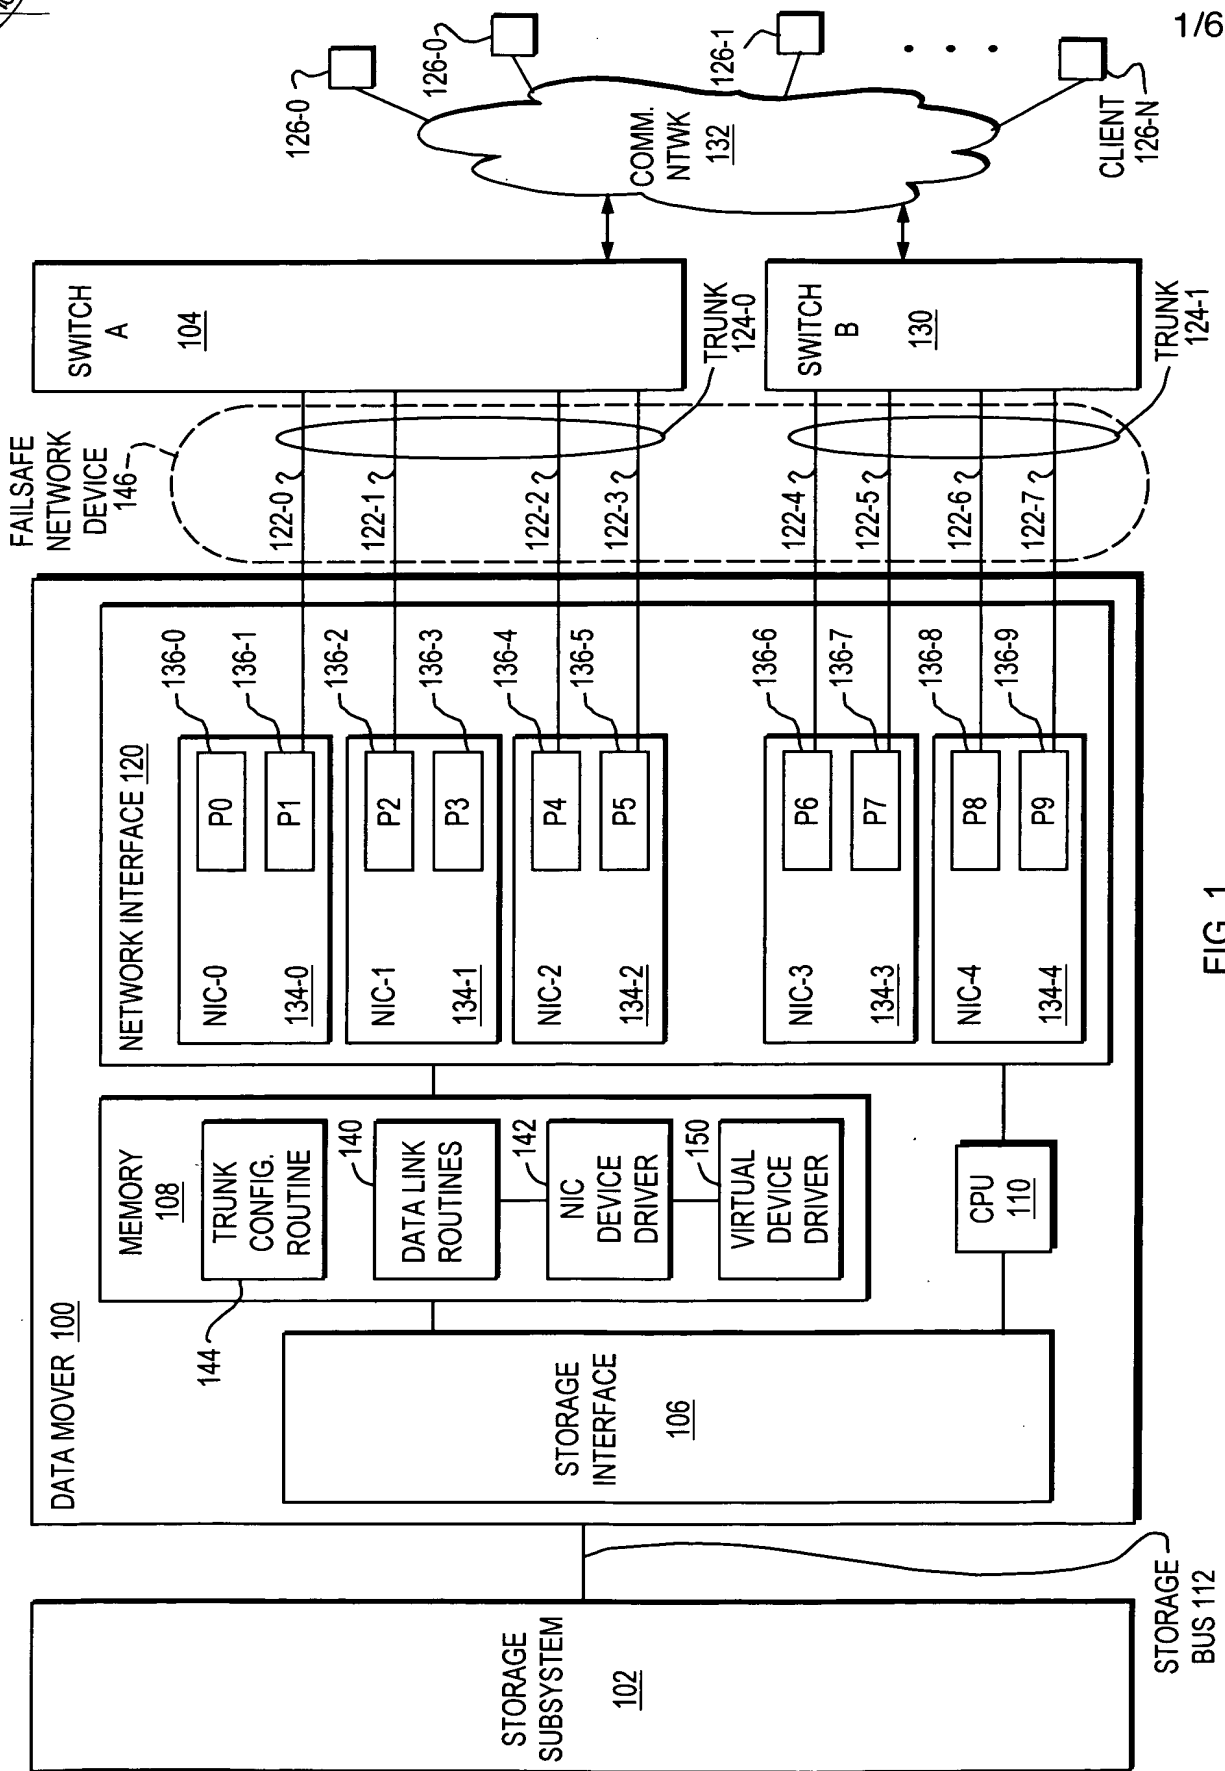 1/6
126-0
126-0
126-1
CLIENT
126-N
COMM.
NTWK
132
SWITCH
A
104
SWITCH
B
130
TRUNK
124-0
TRUNK
124-1
FAILSAFE
NETWORK
DEVICE
146
122-0
122-1
122-2
122-3
122-4
122-5
122-6
122-7
DATA MOVER 100
NETWORK INTERFACE 120
136-0
136-1
136-2
136-3
136-4
136-5
136-6
136-7
136-8
136-9
P0
P1
P2
P3
P4
P5
P6
P7
P8
P9
NIC-0
134-0
NIC-1
134-1
NIC-2
134-2
NIC-3
134-3
NIC-4
134-4
MEMORY
108
TRUNK
CONFIG.
ROUTINE
144
140
DATA LINK
ROUTINES
142
NIC
DEVICE
DRIVER
150
VIRTUAL
DEVICE
DRIVER
CPU
110
STORAGE
INTERFACE
106
STORAGE
SUBSYSTEM
102
STORAGE
BUS 112
FIG. 1